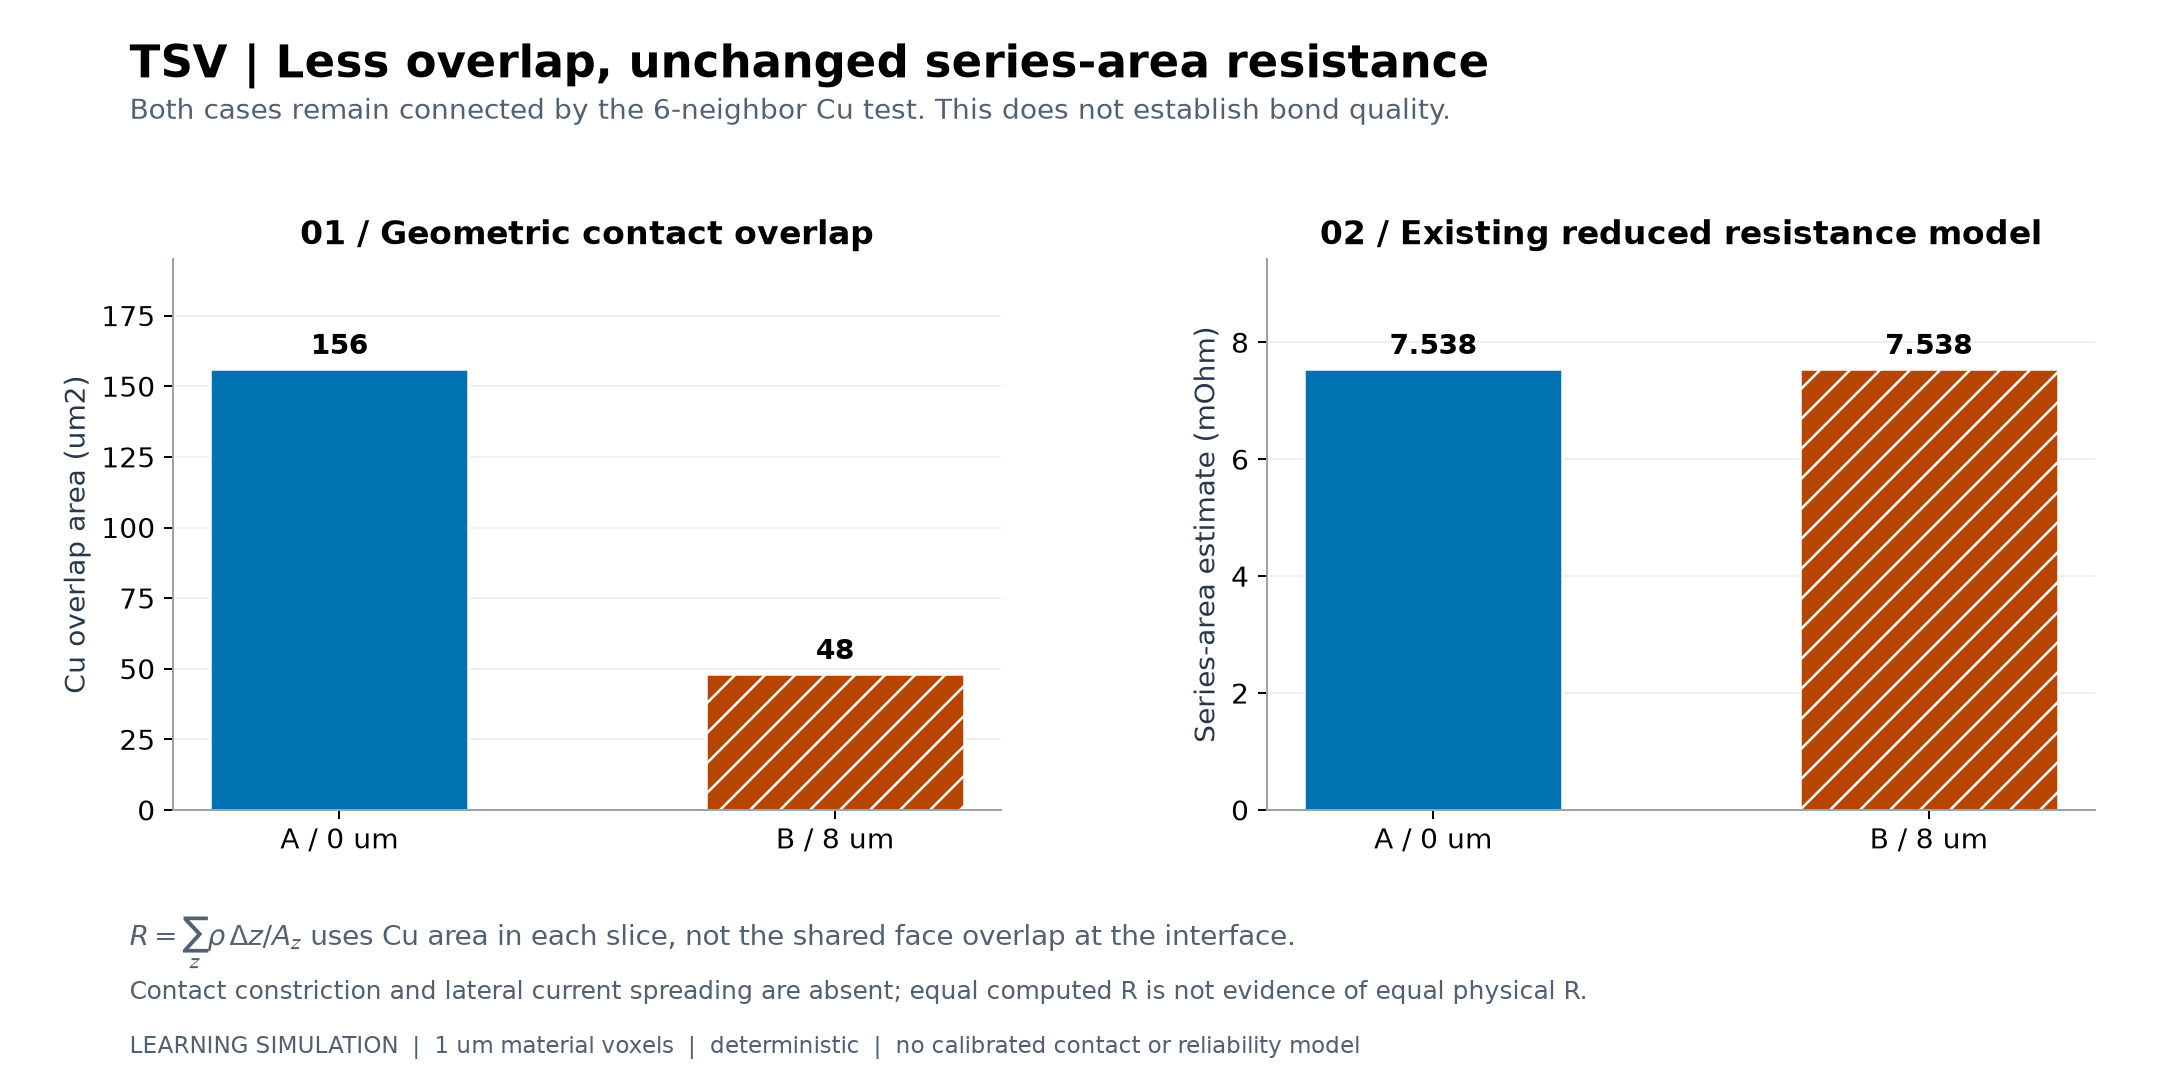 TSV | Less overlap, unchanged series-area resistance
Both cases remain connected by the 6-neighbor Cu test. This does not establish bond quality.
01 / Geometric contact overlap
Cu overlap area (um2)
175
150
125
100
75
50
25
0
156
48
A / 0 um
B / 8 um
02 / Existing reduced resistance model
Series-area estimate (mOhm)
8
6
4
2
0
7.538
7.538
A / 0 um
B / 8 um
R = ∑z ρ Δz/Az uses Cu area in each slice, not the shared face overlap at the interface.
Contact constriction and lateral current spreading are absent; equal computed R is not evidence of equal physical R.
LEARNING SIMULATION | 1 um material voxels | deterministic | no calibrated contact or reliability model